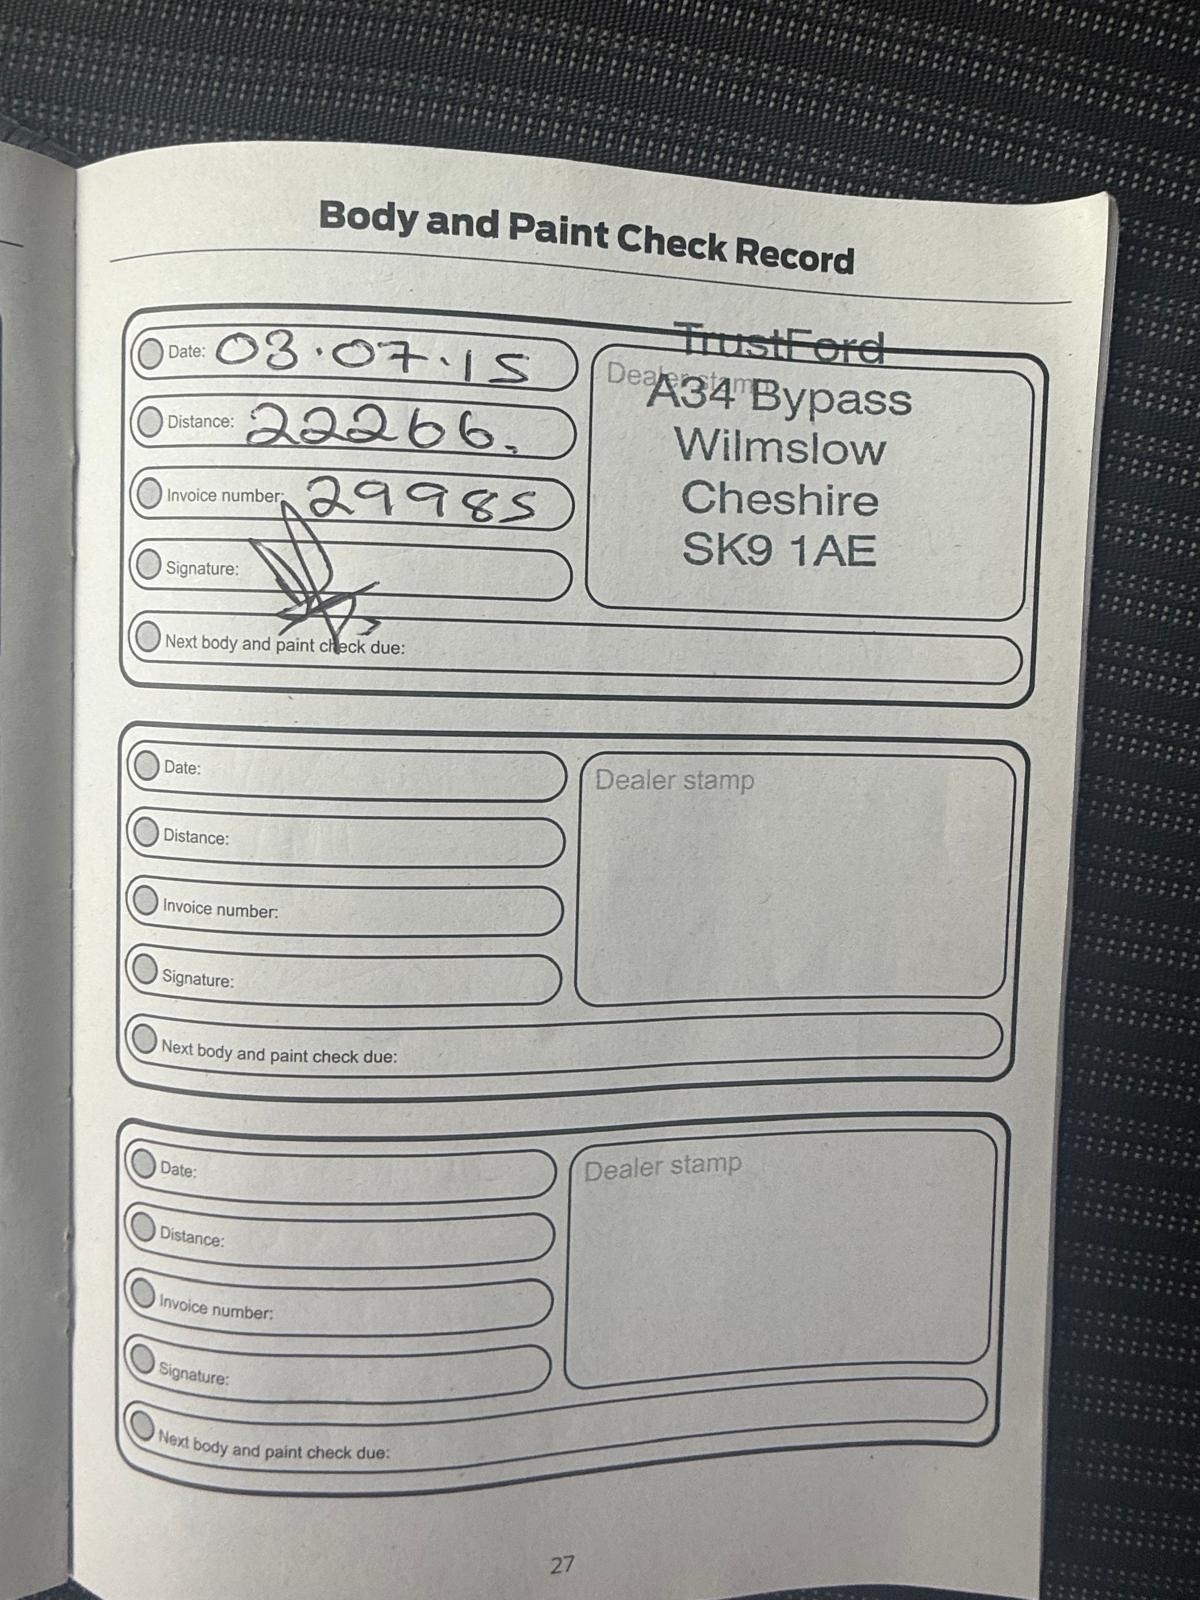 Body and Paint Check Record
Date: 03.07.15
Distance: 22266.
Invoice number: 29985
Signature:
Next body and paint check due:
Dealer stamp
TrustFord
A34 Bypass
Wilmslow
Cheshire
SK9 1AE
Date:
Distance:
Invoice number:
Signature:
Next body and paint check due:
Dealer stamp
Date:
Distance:
Invoice number:
Signature:
Next body and paint check due:
Dealer stamp
27